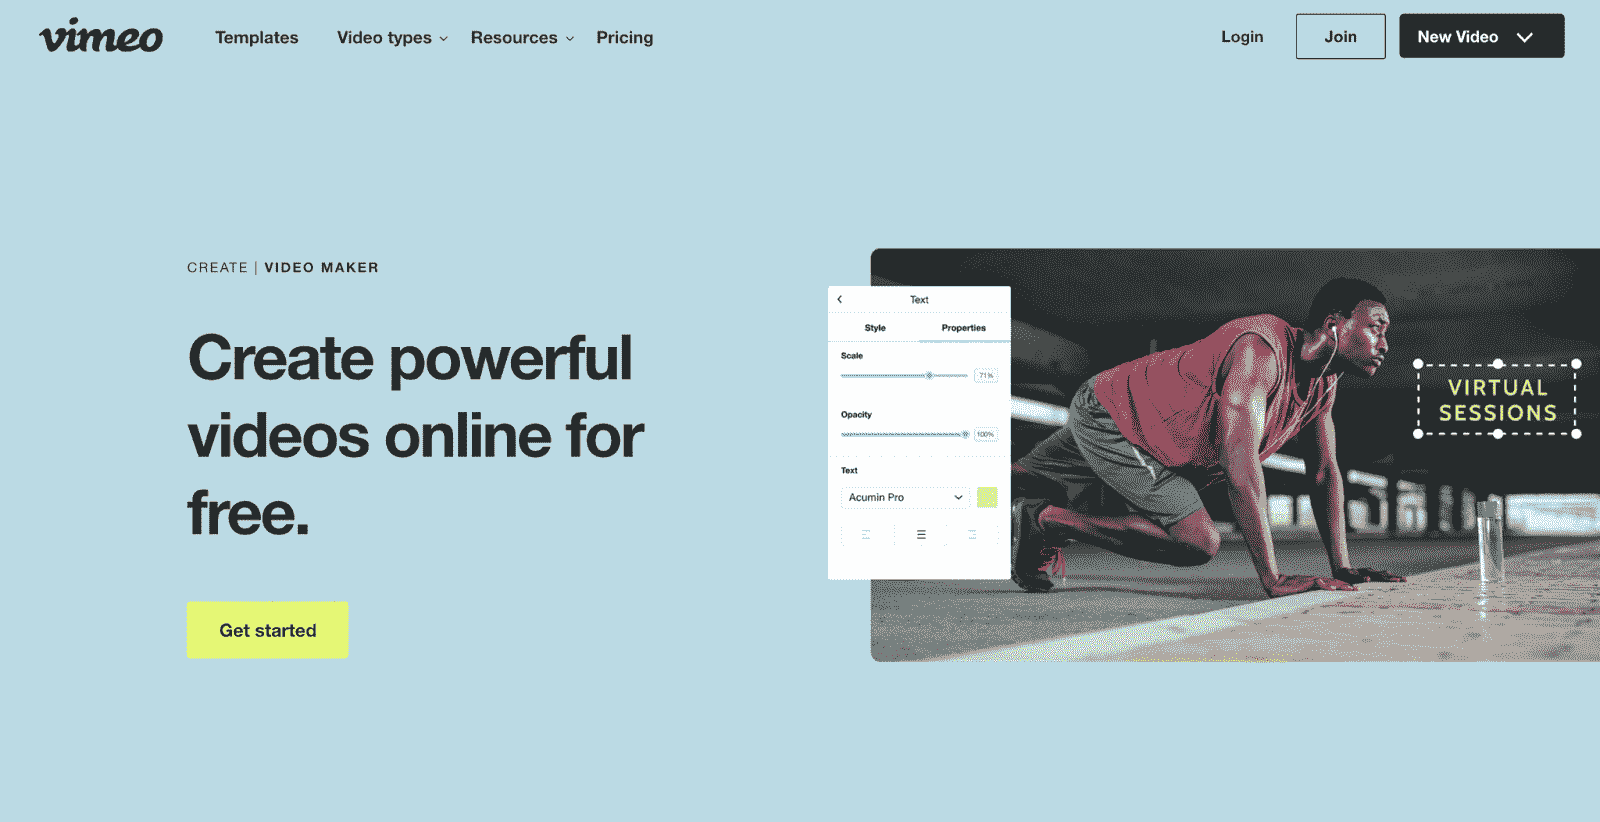 vimeo
Templates
Video types
Resources
Pricing
Login
Join
New Video
CREATE | VIDEO MAKER
Create powerful
videos online for
free.
Get started
Text
Style
Properties
Scale
71%
Opacity
100%
Text
Acumin Pro
VIRTUAL
SESSIONS